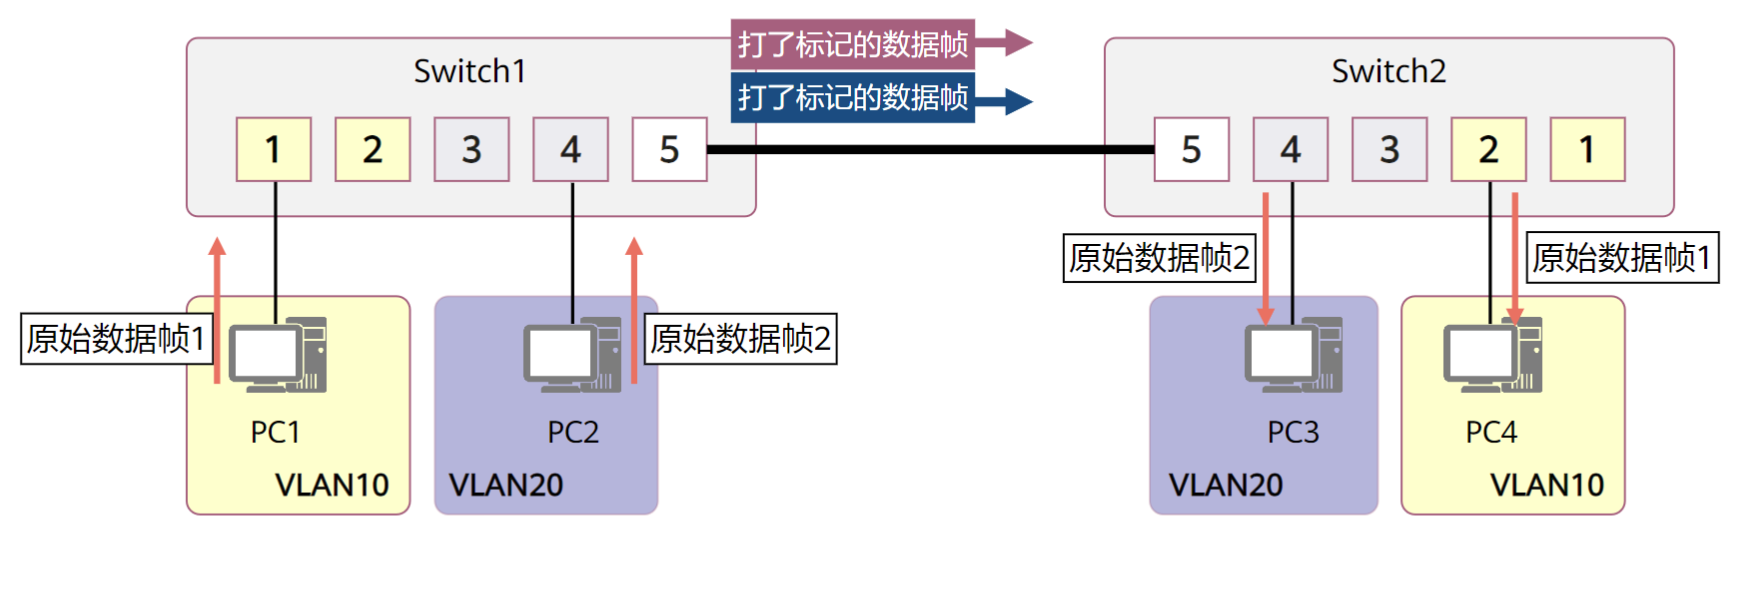 打了标记的数据帧
打了标记的数据帧
Switch1
Switch2
1 2 3 4 5
5 4 3 2 1
原始数据帧1
原始数据帧2
原始数据帧2
原始数据帧1
PC1
PC2
PC3
PC4
VLAN10
VLAN20
VLAN20
VLAN10